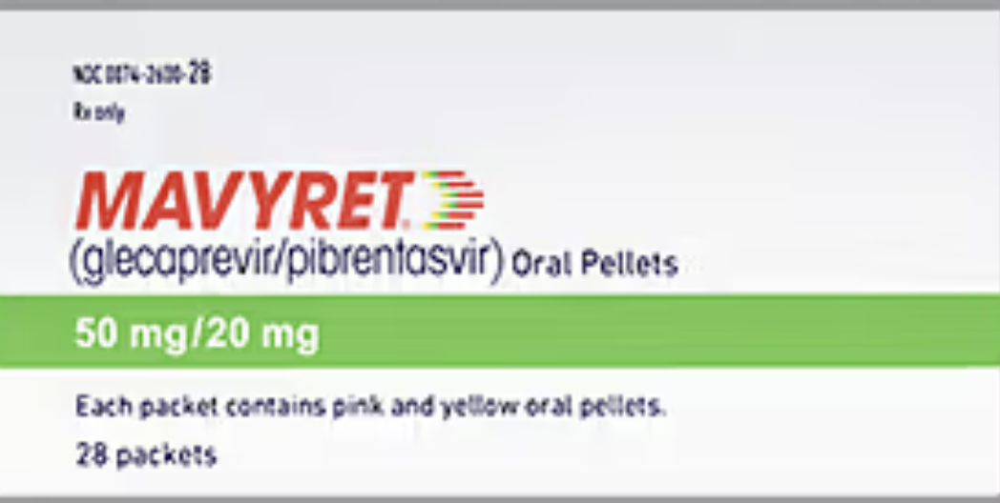 NDC 0074-2600-28
Rx only
MAVYRET®
(glecaprevir/pibrentasvir) Oral Pellets
50 mg/20 mg
Each packet contains pink and yellow oral pellets.
28 packets